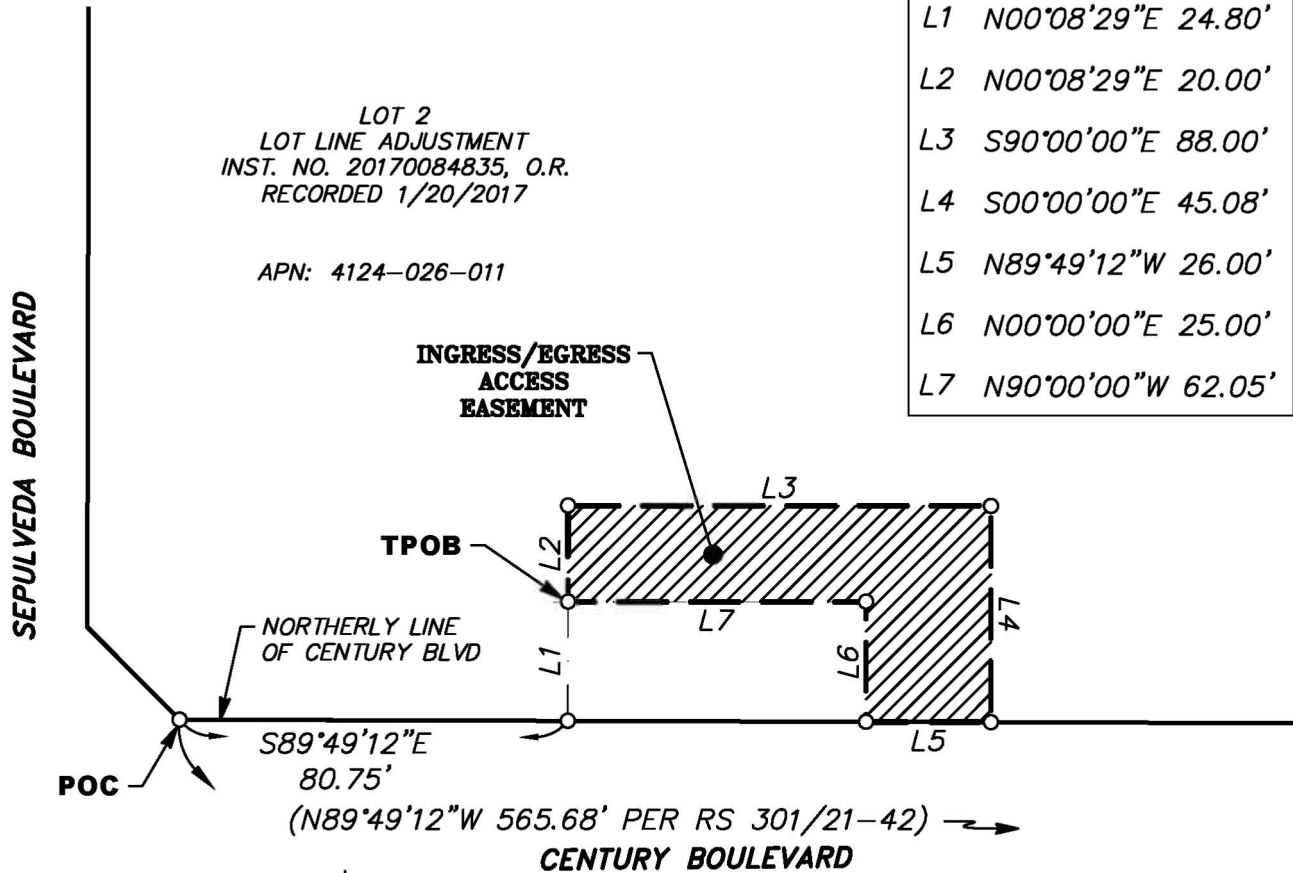 L1 N00°08'29"E 24.80'
L2 N00°08'29"E 20.00'
L3 S90°00'00"E 88.00'
L4 S00°00'00"E 45.08'
L5 N89°49'12"W 26.00'
L6 N00°00'00"E 25.00'
L7 N90°00'00"W 62.05'
LOT 2
LOT LINE ADJUSTMENT
INST. NO. 20170084835, O.R.
RECORDED 1/20/2017
APN: 4124-026-011
SEPULVEDA BOULEVARD
INGRESS/EGRESS
ACCESS
EASEMENT
L3
TPOB
L2
L7
L4
NORTHERLY LINE
OF CENTURY BLVD
L1
L6
L5
S89°49'12"E
80.75'
POC
(N89°49'12"W 565.68' PER RS 301/21-42)
CENTURY BOULEVARD